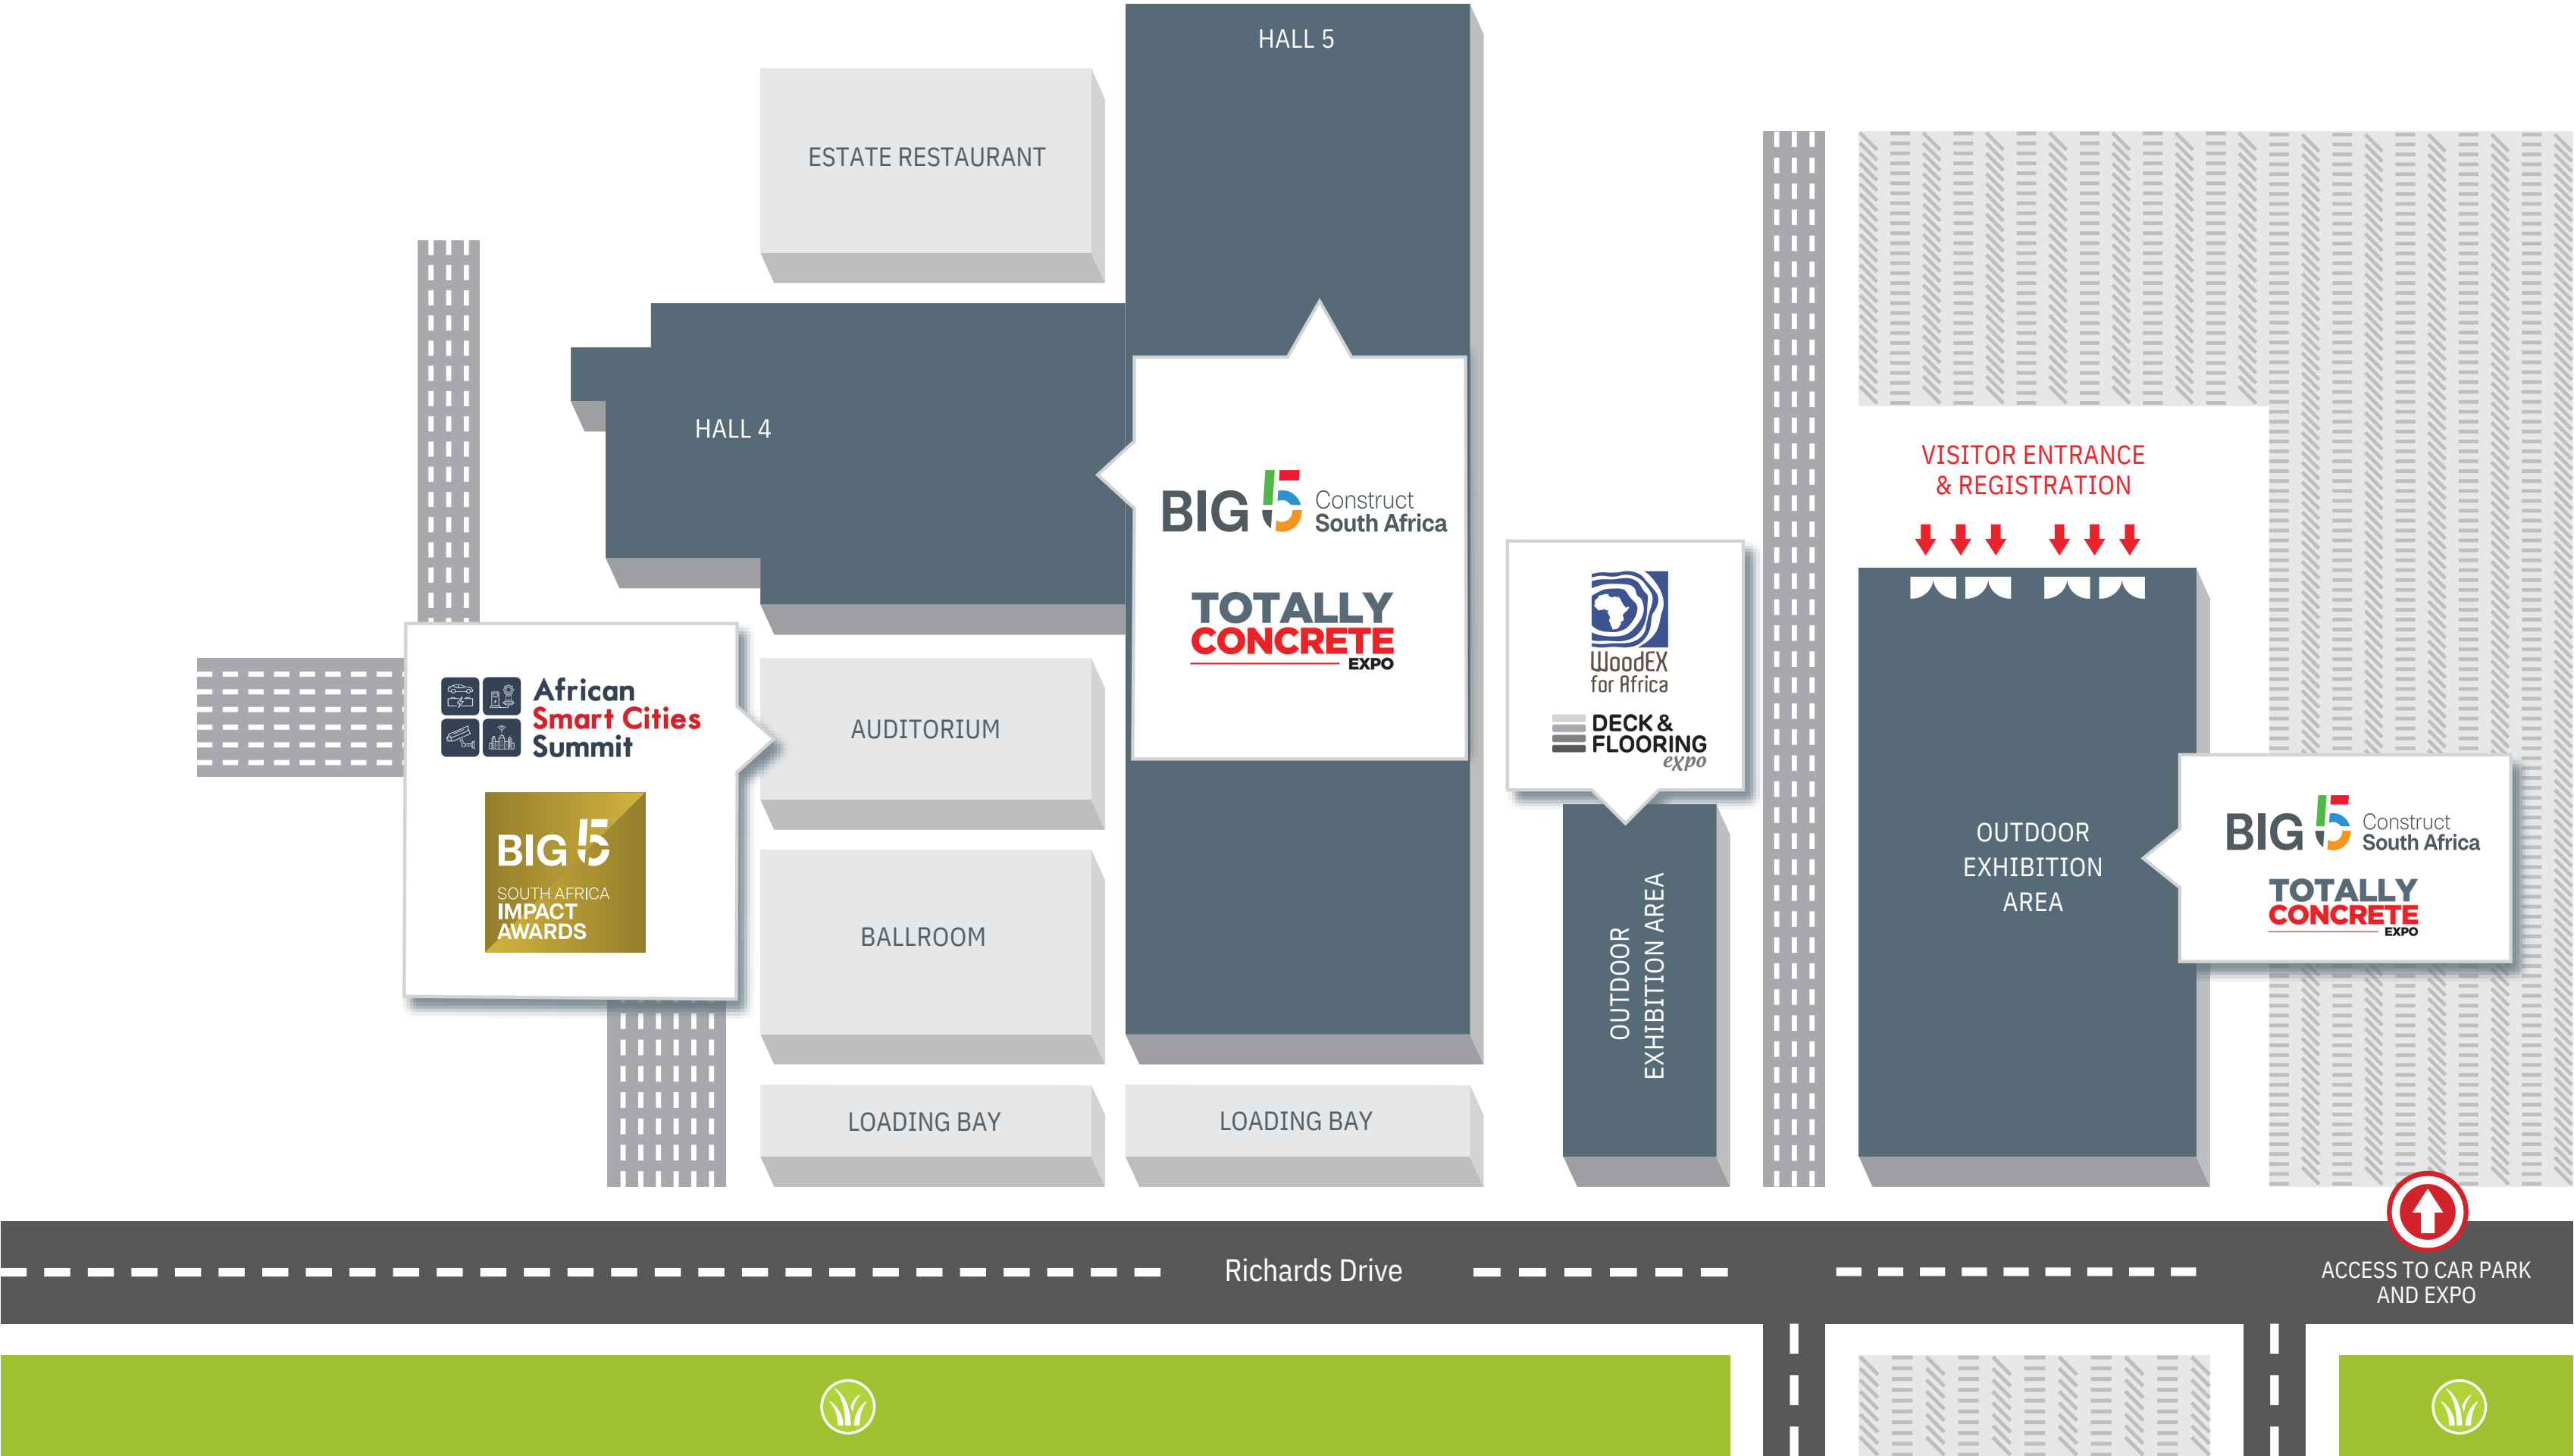 HALL 5
ESTATE RESTAURANT
HALL 4
VISITOR ENTRANCE
& REGISTRATION
BIG 5 Construct
South Africa
TOTALLY
CONCRETE
EXPO
WoodEX
for Africa
DECK &
FLOORING
expo
African
Smart Cities
Summit
BIG 5
SOUTH AFRICA
IMPACT
AWARDS
AUDITORIUM
BALLROOM
LOADING BAY
LOADING BAY
OUTDOOR
EXHIBITION AREA
OUTDOOR
EXHIBITION
AREA
BIG 5 Construct
South Africa
TOTALLY
CONCRETE
EXPO
Richards Drive
ACCESS TO CAR PARK
AND EXPO